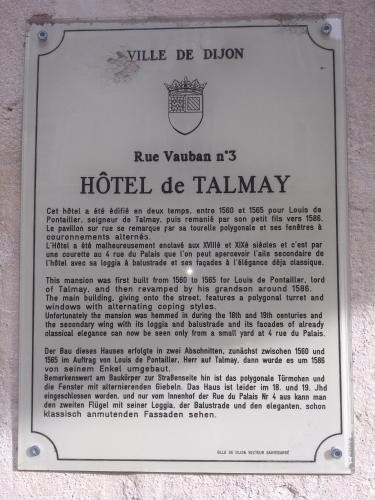 VILLE DE DIJON
Rue Vauban n°3
HÔTEL de TALMAY
Cet hôtel a été édifié en deux temps, entre 1560 et 1565 pour Louis de
Pontailler, seigneur de Talmay, puis remanié par son petit fils vers 1586.
Le pavillon sur rue se remarque par sa tourelle polygonale et ses fenêtres à
couronnements alternés.
L'Hôtel a été malheureusement enclavé aux XVIIIè et XIXè siècles et c'est par
une courette au 4 rue du Palais que l'on peut apercevoir l'aile secondaire de
l'hôtel avec sa loggia à balustrade et ses façades à l'élégance déja classique.
This mansion was first built from 1560 to 1565 for Louis de Pontailler, lord
of Talmay, and then revamped by his grandson around 1586.
The main building, giving onto the street, features a polygonal turret and
windows with alternating coping styles.
Unfortunately the mansion was hemmed in during the 18th and 19th centuries and
the secondary wing with its loggia and balustrade and its facades of already
classical elegance can now be seen only from a small yard at 4 rue du Palais.
Der Bau dieses Hauses erfolgte in zwei Abschnitten, zunächst zwischen 1560 und
1565 im Auftrag von Louis de Pontailler, Herr auf Talmay, dann wurde es um 1586
von seinem Enkel umgebaut.
Bemerkenswert am Baukörper zur Straßenseite hin ist das polygonale Türmchen und
die Fenster mit alternierenden Giebeln. Das Haus ist leider im 18. und 19. Jhd
eingeschlossen worden, und nur vom Innenhof der Rue du Palais Nr 4 aus kann man
den zweiten Flügel mit seiner Loggia, der Balustrade und den eleganten, schon
klassisch anmutenden Fassaden sehen.
VILLE DE DIJON SECTEUR SAUVEGARDÉ